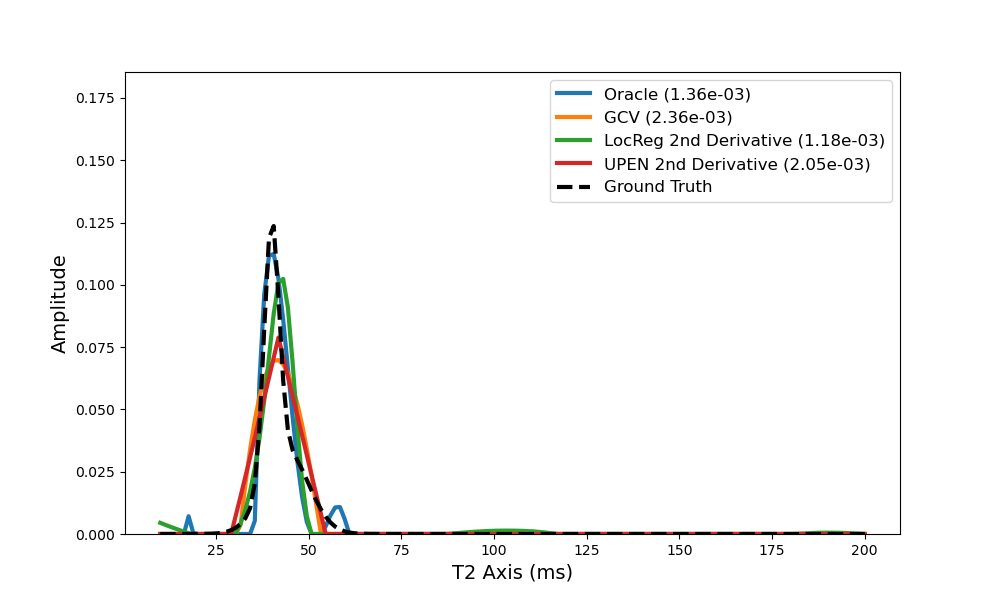 Oracle (1.36e-03)
GCV (2.36e-03)
LocReg 2nd Derivative (1.18e-03)
UPEN 2nd Derivative (2.05e-03)
Ground Truth
Amplitude
0.175
0.150
0.125
0.100
0.075
0.050
0.025
0.000
25 50 75 100 125 150 175 200
T2 Axis (ms)